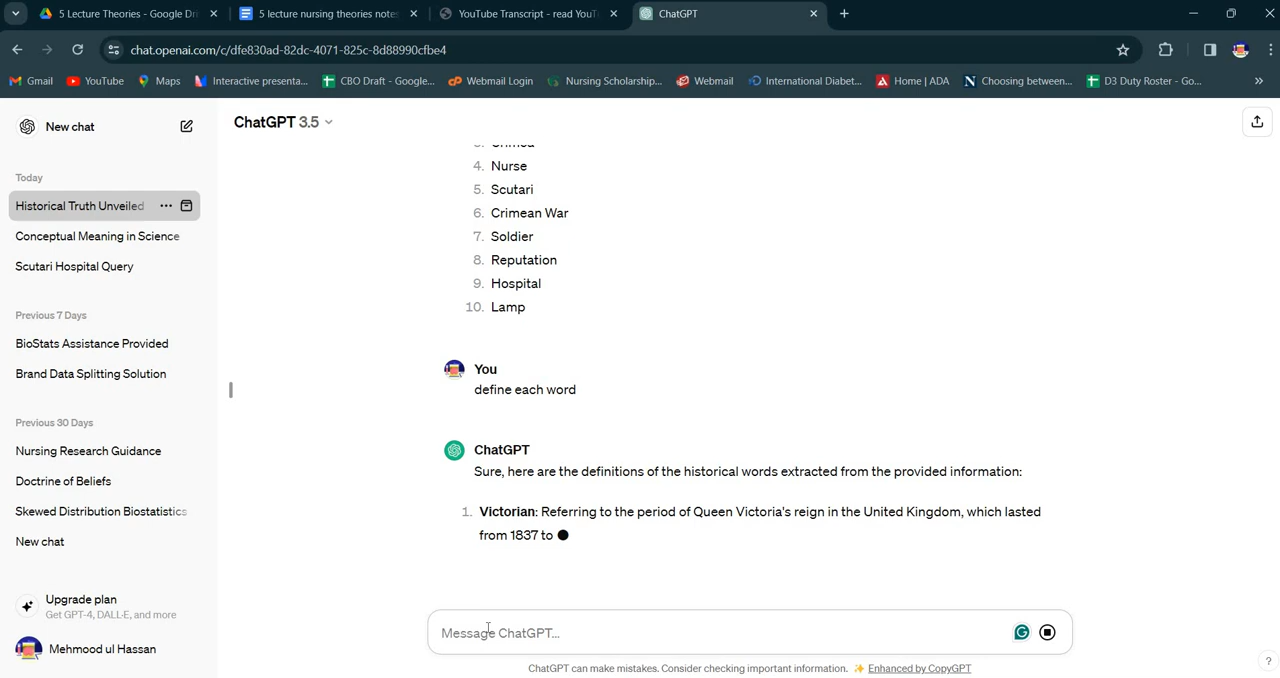 5 Lecture Theories - Google Dri
5 lecture nursing theories note
YouTube Transcript - read YouT
ChatGPT
chat.openai.com/c/dfe830ad-82dc-4071-825c-8d88990cfbe4
Gmail
YouTube
Maps
Interactive presenta...
CBO Draft - Google...
Webmail Login
Nursing Scholarship...
Webmail
International Diabet...
Home | ADA
Choosing between...
D3 Duty Roster - Go...
New chat
ChatGPT 3.5
Today
Historical Truth Unveiled
Conceptual Meaning in Science
Scutari Hospital Query
Previous 7 Days
BioStats Assistance Provided
Brand Data Splitting Solution
Previous 30 Days
Nursing Research Guidance
Doctrine of Beliefs
Skewed Distribution Biostatistics
New chat
Upgrade plan
Get GPT-4, DALL·E, and more
Mehmood ul Hassan
3. Crimea
4. Nurse
5. Scutari
6. Crimean War
7. Soldier
8. Reputation
9. Hospital
10. Lamp
You
define each word
ChatGPT
Sure, here are the definitions of the historical words extracted from the provided information:
1. Victorian: Referring to the period of Queen Victoria's reign in the United Kingdom, which lasted
from 1837 to
Message ChatGPT...
ChatGPT can make mistakes. Consider checking important information. ✨ Enhanced by CopyGPT
?